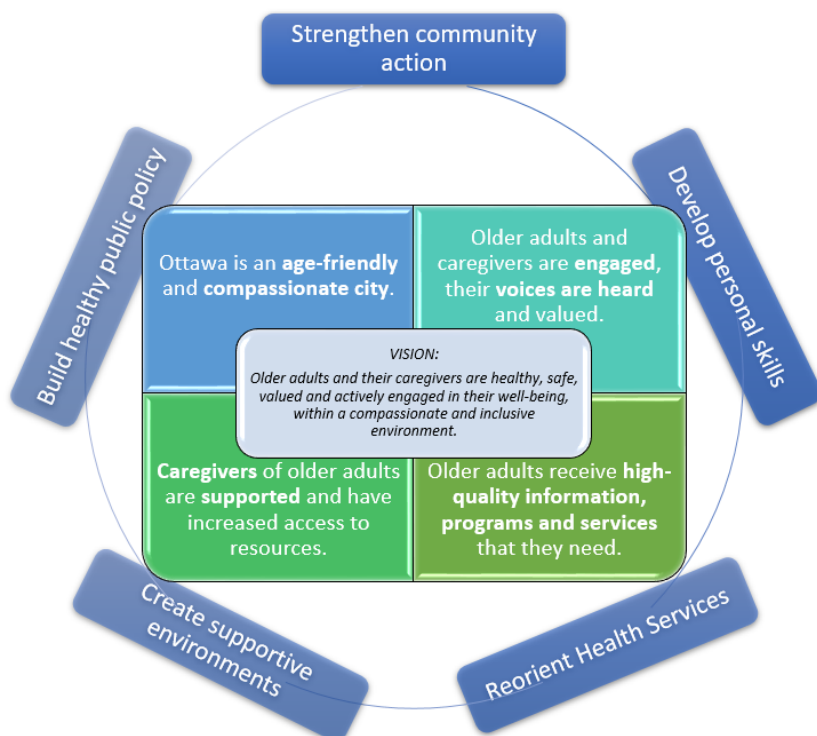 Strengthen community
action
Build healthy public policy
Develop personal skills
Ottawa is an age-friendly
and compassionate city.
Older adults and
caregivers are engaged,
their voices are heard
and valued.
VISION:
Older adults and their caregivers are healthy, safe,
valued and actively engaged in their well-being,
within a compassionate and inclusive
environment.
Caregivers of older adults
are supported and have
increased access to
resources.
Older adults receive high-
quality information,
programs and services
that they need.
Create supportive
environments
Reorient Health Services